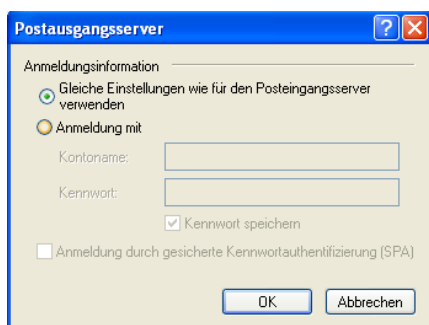 Postausgangsserver
Anmeldungsinformation
Gleiche Einstellungen wie für den Posteingangsserver
verwenden
Anmeldung mit
Kontoname:
Kennwort:
Kennwort speichern
Anmeldung durch gesicherte Kennwortauthentifizierung (SPA)
OK Abbrechen